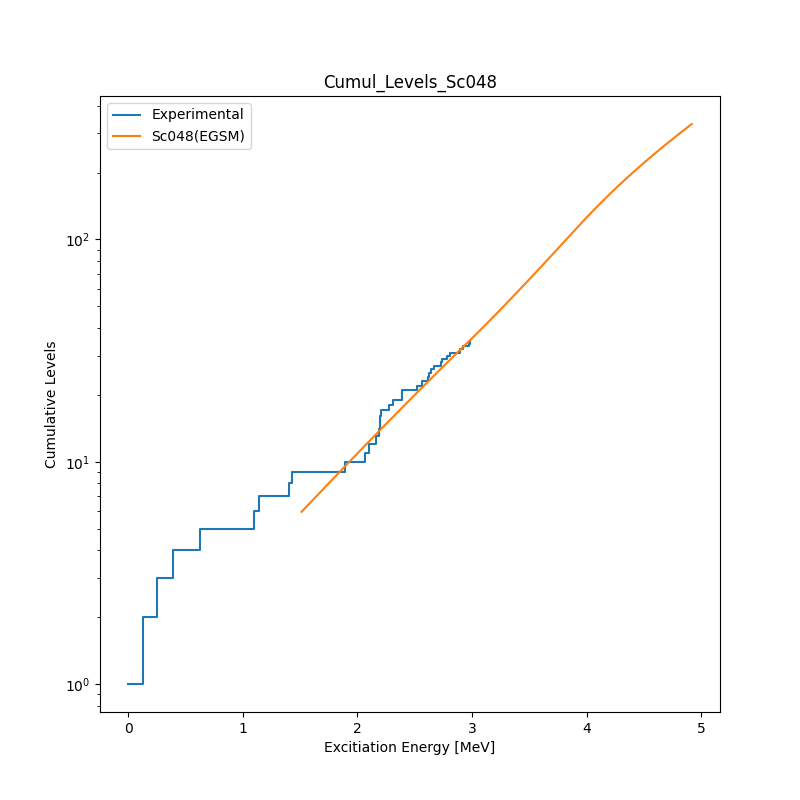 Cumul_Levels_Sc048
Experimental
Sc048(EGSM)
10²
10¹
10⁰
Cumulative Levels
0 1 2 3 4 5
Excitiation Energy [MeV]